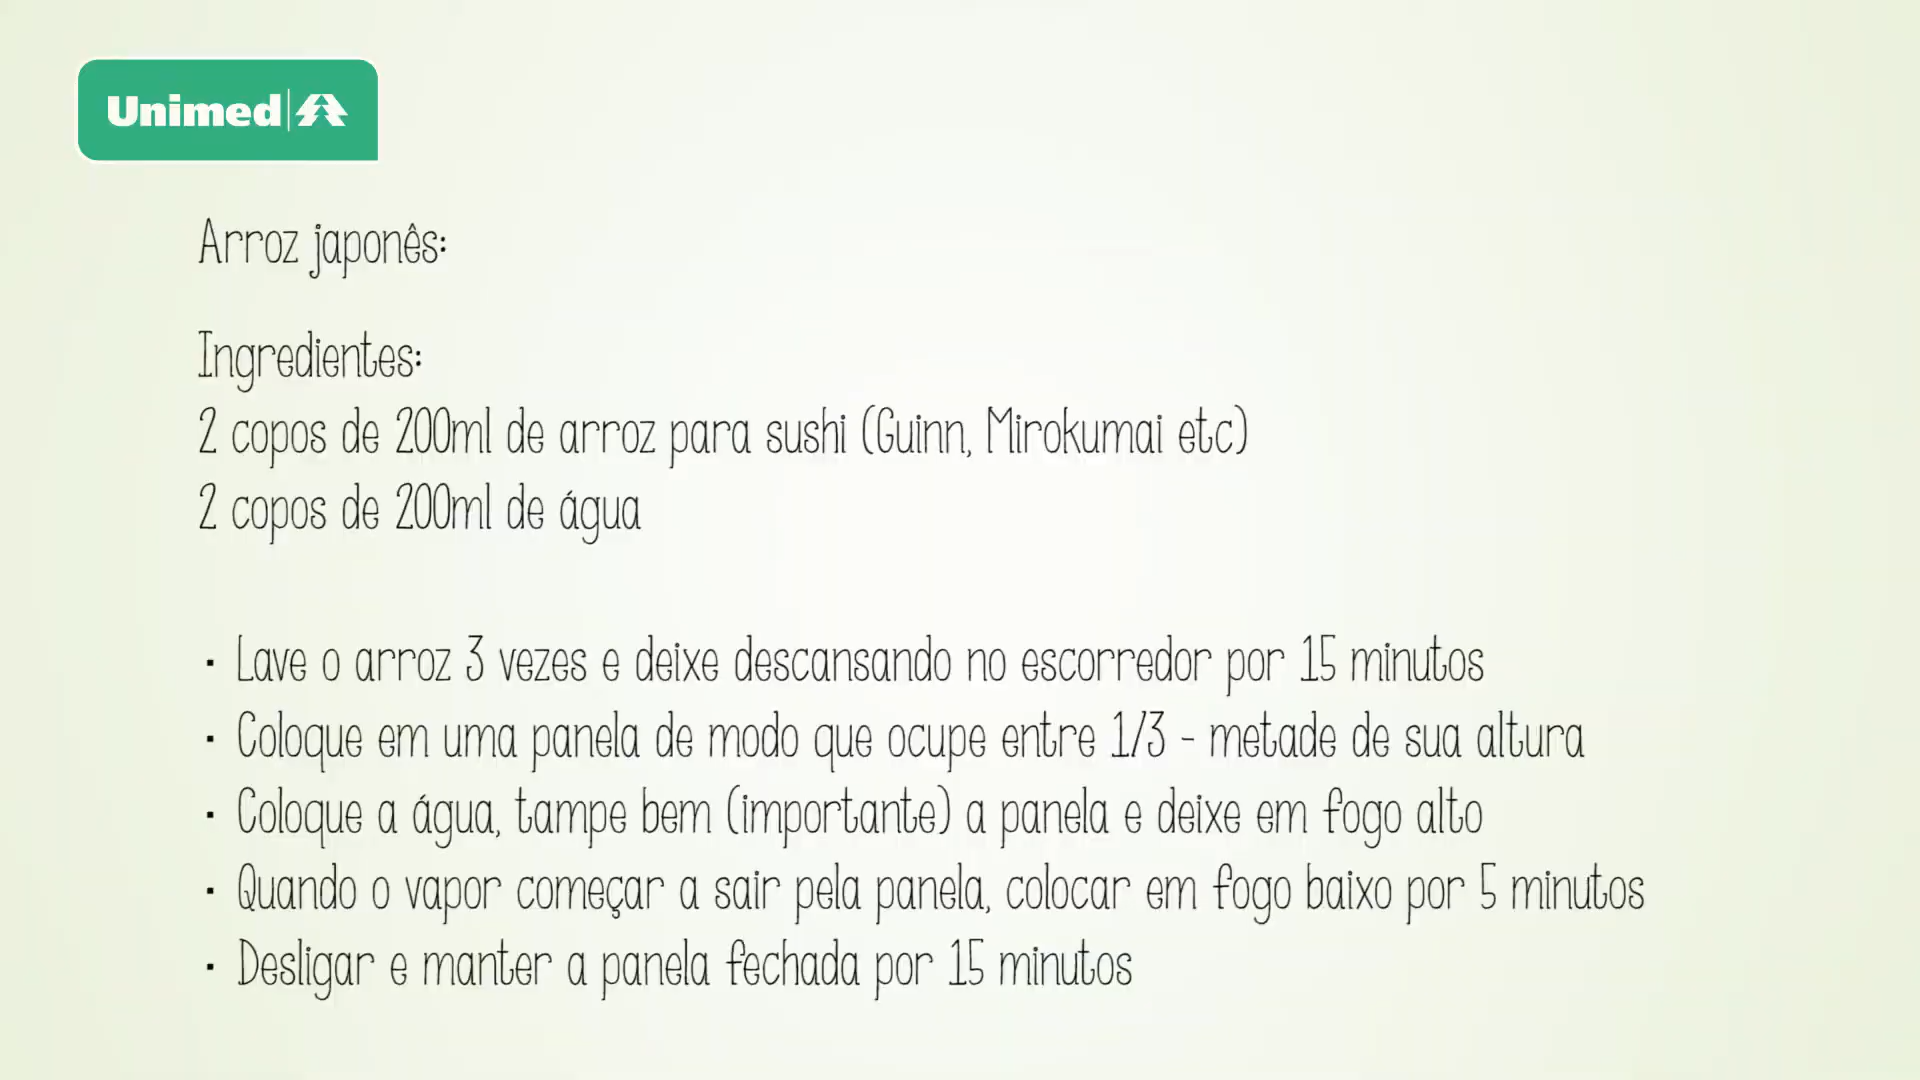 Unimed
Arroz japonês:
Ingredientes:
2 copos de 200ml de arroz para sushi (Guinn, Mirokumai etc)
2 copos de 200ml de água
· Lave o arroz 3 vezes e deixe descansando no escorredor por 15 minutos
· Coloque em uma panela de modo que ocupe entre 1/3 - metade de sua altura
· Coloque a água, tampe bem (importante) a panela e deixe em fogo alto
· Quando o vapor começar a sair pela panela, colocar em fogo baixo por 5 minutos
· Desligar e manter a panela fechada por 15 minutos